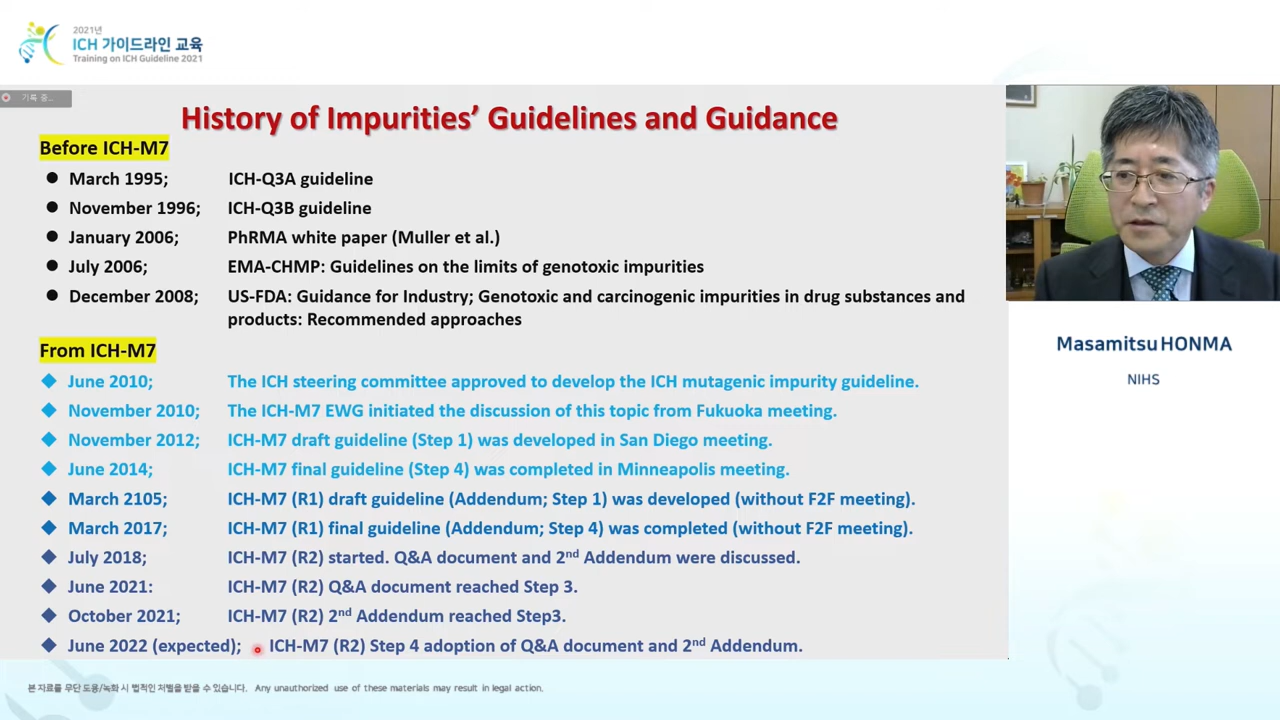 2021년
ICH 가이드라인 교육
Training on ICH Guideline 2021
기록 중...
History of Impurities' Guidelines and Guidance
Before ICH-M7
● March 1995; ICH-Q3A guideline
● November 1996; ICH-Q3B guideline
● January 2006; PhRMA white paper (Muller et al.)
● July 2006; EMA-CHMP: Guidelines on the limits of genotoxic impurities
● December 2008; US-FDA: Guidance for Industry; Genotoxic and carcinogenic impurities in drug substances and
products: Recommended approaches
From ICH-M7
◆ June 2010; The ICH steering committee approved to develop the ICH mutagenic impurity guideline.
◆ November 2010; The ICH-M7 EWG initiated the discussion of this topic from Fukuoka meeting.
◆ November 2012; ICH-M7 draft guideline (Step 1) was developed in San Diego meeting.
◆ June 2014; ICH-M7 final guideline (Step 4) was completed in Minneapolis meeting.
◆ March 2105; ICH-M7 (R1) draft guideline (Addendum; Step 1) was developed (without F2F meeting).
◆ March 2017; ICH-M7 (R1) final guideline (Addendum; Step 4) was completed (without F2F meeting).
◆ July 2018; ICH-M7 (R2) started. Q&A document and 2nd Addendum were discussed.
◆ June 2021: ICH-M7 (R2) Q&A document reached Step 3.
◆ October 2021; ICH-M7 (R2) 2nd Addendum reached Step3.
◆ June 2022 (expected); ICH-M7 (R2) Step 4 adoption of Q&A document and 2nd Addendum.
Masamitsu HONMA
NIHS
본 자료를 무단 도용/녹화 시 법적인 처벌을 받을 수 있습니다. Any unauthorized use of these materials may result in legal action.